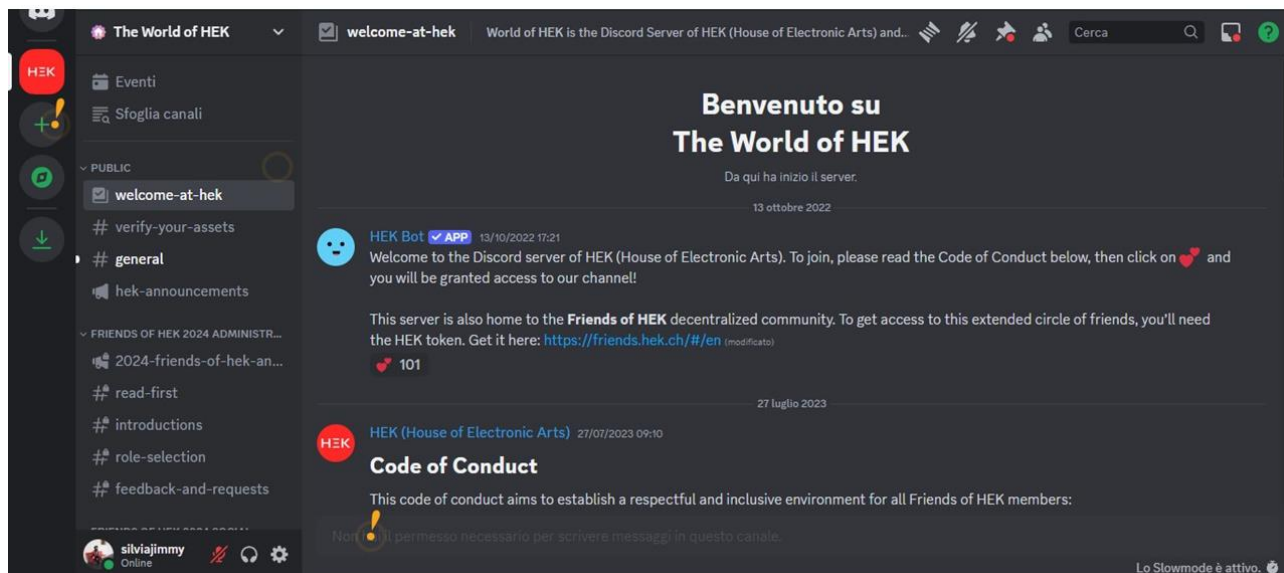 The World of HEK
welcome-at-hek
World of HEK is the Discord Server of HEK (House of Electronic Arts) and...
Cerca
HEK
Eventi
Sfoglia canali
PUBLIC
welcome-at-hek
verify-your-assets
general
hek-announcements
FRIENDS OF HEK 2024 ADMINISTR...
2024-friends-of-hek-an...
read-first
introductions
role-selection
feedback-and-requests
silviajimmy
Online
Benvenuto su
The World of HEK
Da qui ha inizio il server.
13 ottobre 2022
HEK Bot APP 13/10/2022 17:21
Welcome to the Discord server of HEK (House of Electronic Arts). To join, please read the Code of Conduct below, then click on 💕 and
you will be granted access to our channel!
This server is also home to the Friends of HEK decentralized community. To get access to this extended circle of friends, you'll need
the HEK token. Get it here: https://friends.hek.ch/#/en (modificato)
💕 101
27 luglio 2023
HEK
HEK (House of Electronic Arts) 27/07/2023 09:10
Code of Conduct
This code of conduct aims to establish a respectful and inclusive environment for all Friends of HEK members:
Non il permesso necessario per scrivere messaggi in questo canale.
Lo Slowmode è attivo.